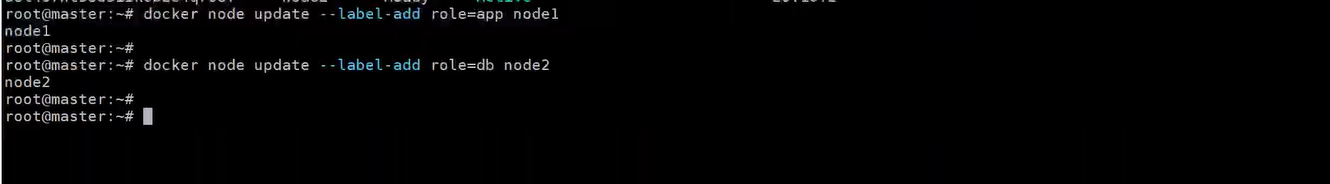 root@master:~# docker node update --label-add role=app node1
node1
root@master:~#
root@master:~# docker node update --label-add role=db node2
node2
root@master:~#
root@master:~#